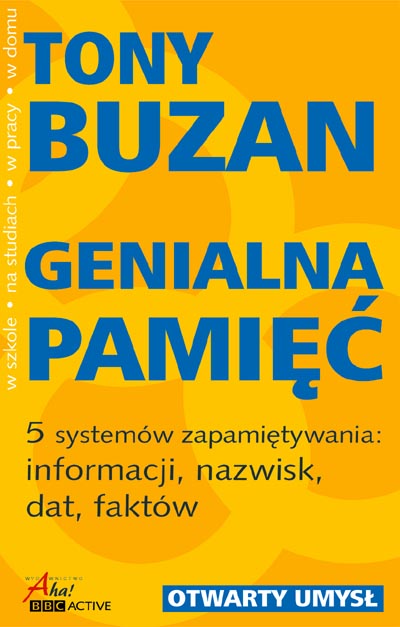 TONY
BUZAN
GENIALNA
PAMIĘĆ
w szkole • na studiach • w pracy • w domu
5 systemów zapamiętywania:
informacji, nazwisk,
dat, faktów
WYDAWNICTWO
Aha!
BBC ACTIVE
OTWARTY UMYSŁ